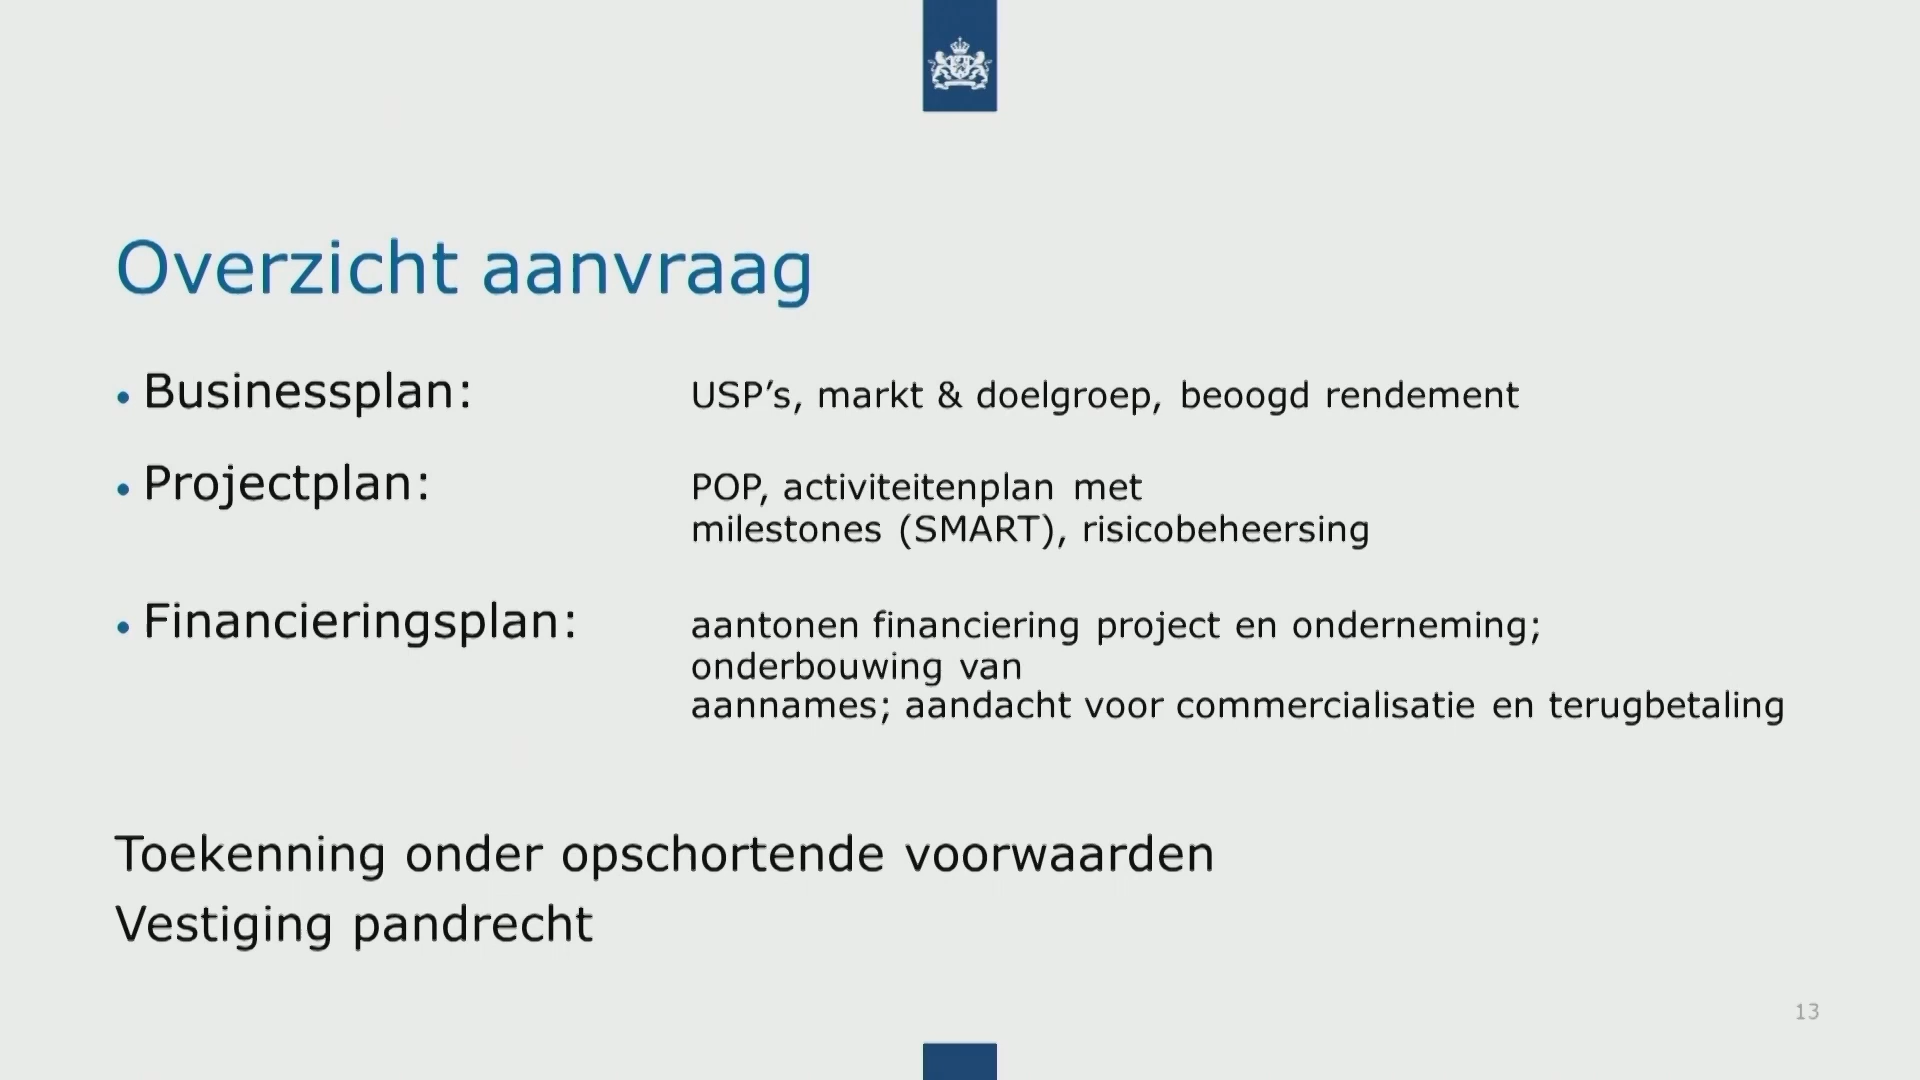 Overzicht aanvraag
• Businessplan: USP’s, markt & doelgroep, beoogd rendement
• Projectplan: POP, activiteitenplan met
milestones (SMART), risicobeheersing
• Financieringsplan: aantonen financiering project en onderneming;
onderbouwing van
aannames; aandacht voor commercialisatie en terugbetaling
Toekenning onder opschortende voorwaarden
Vestiging pandrecht
13